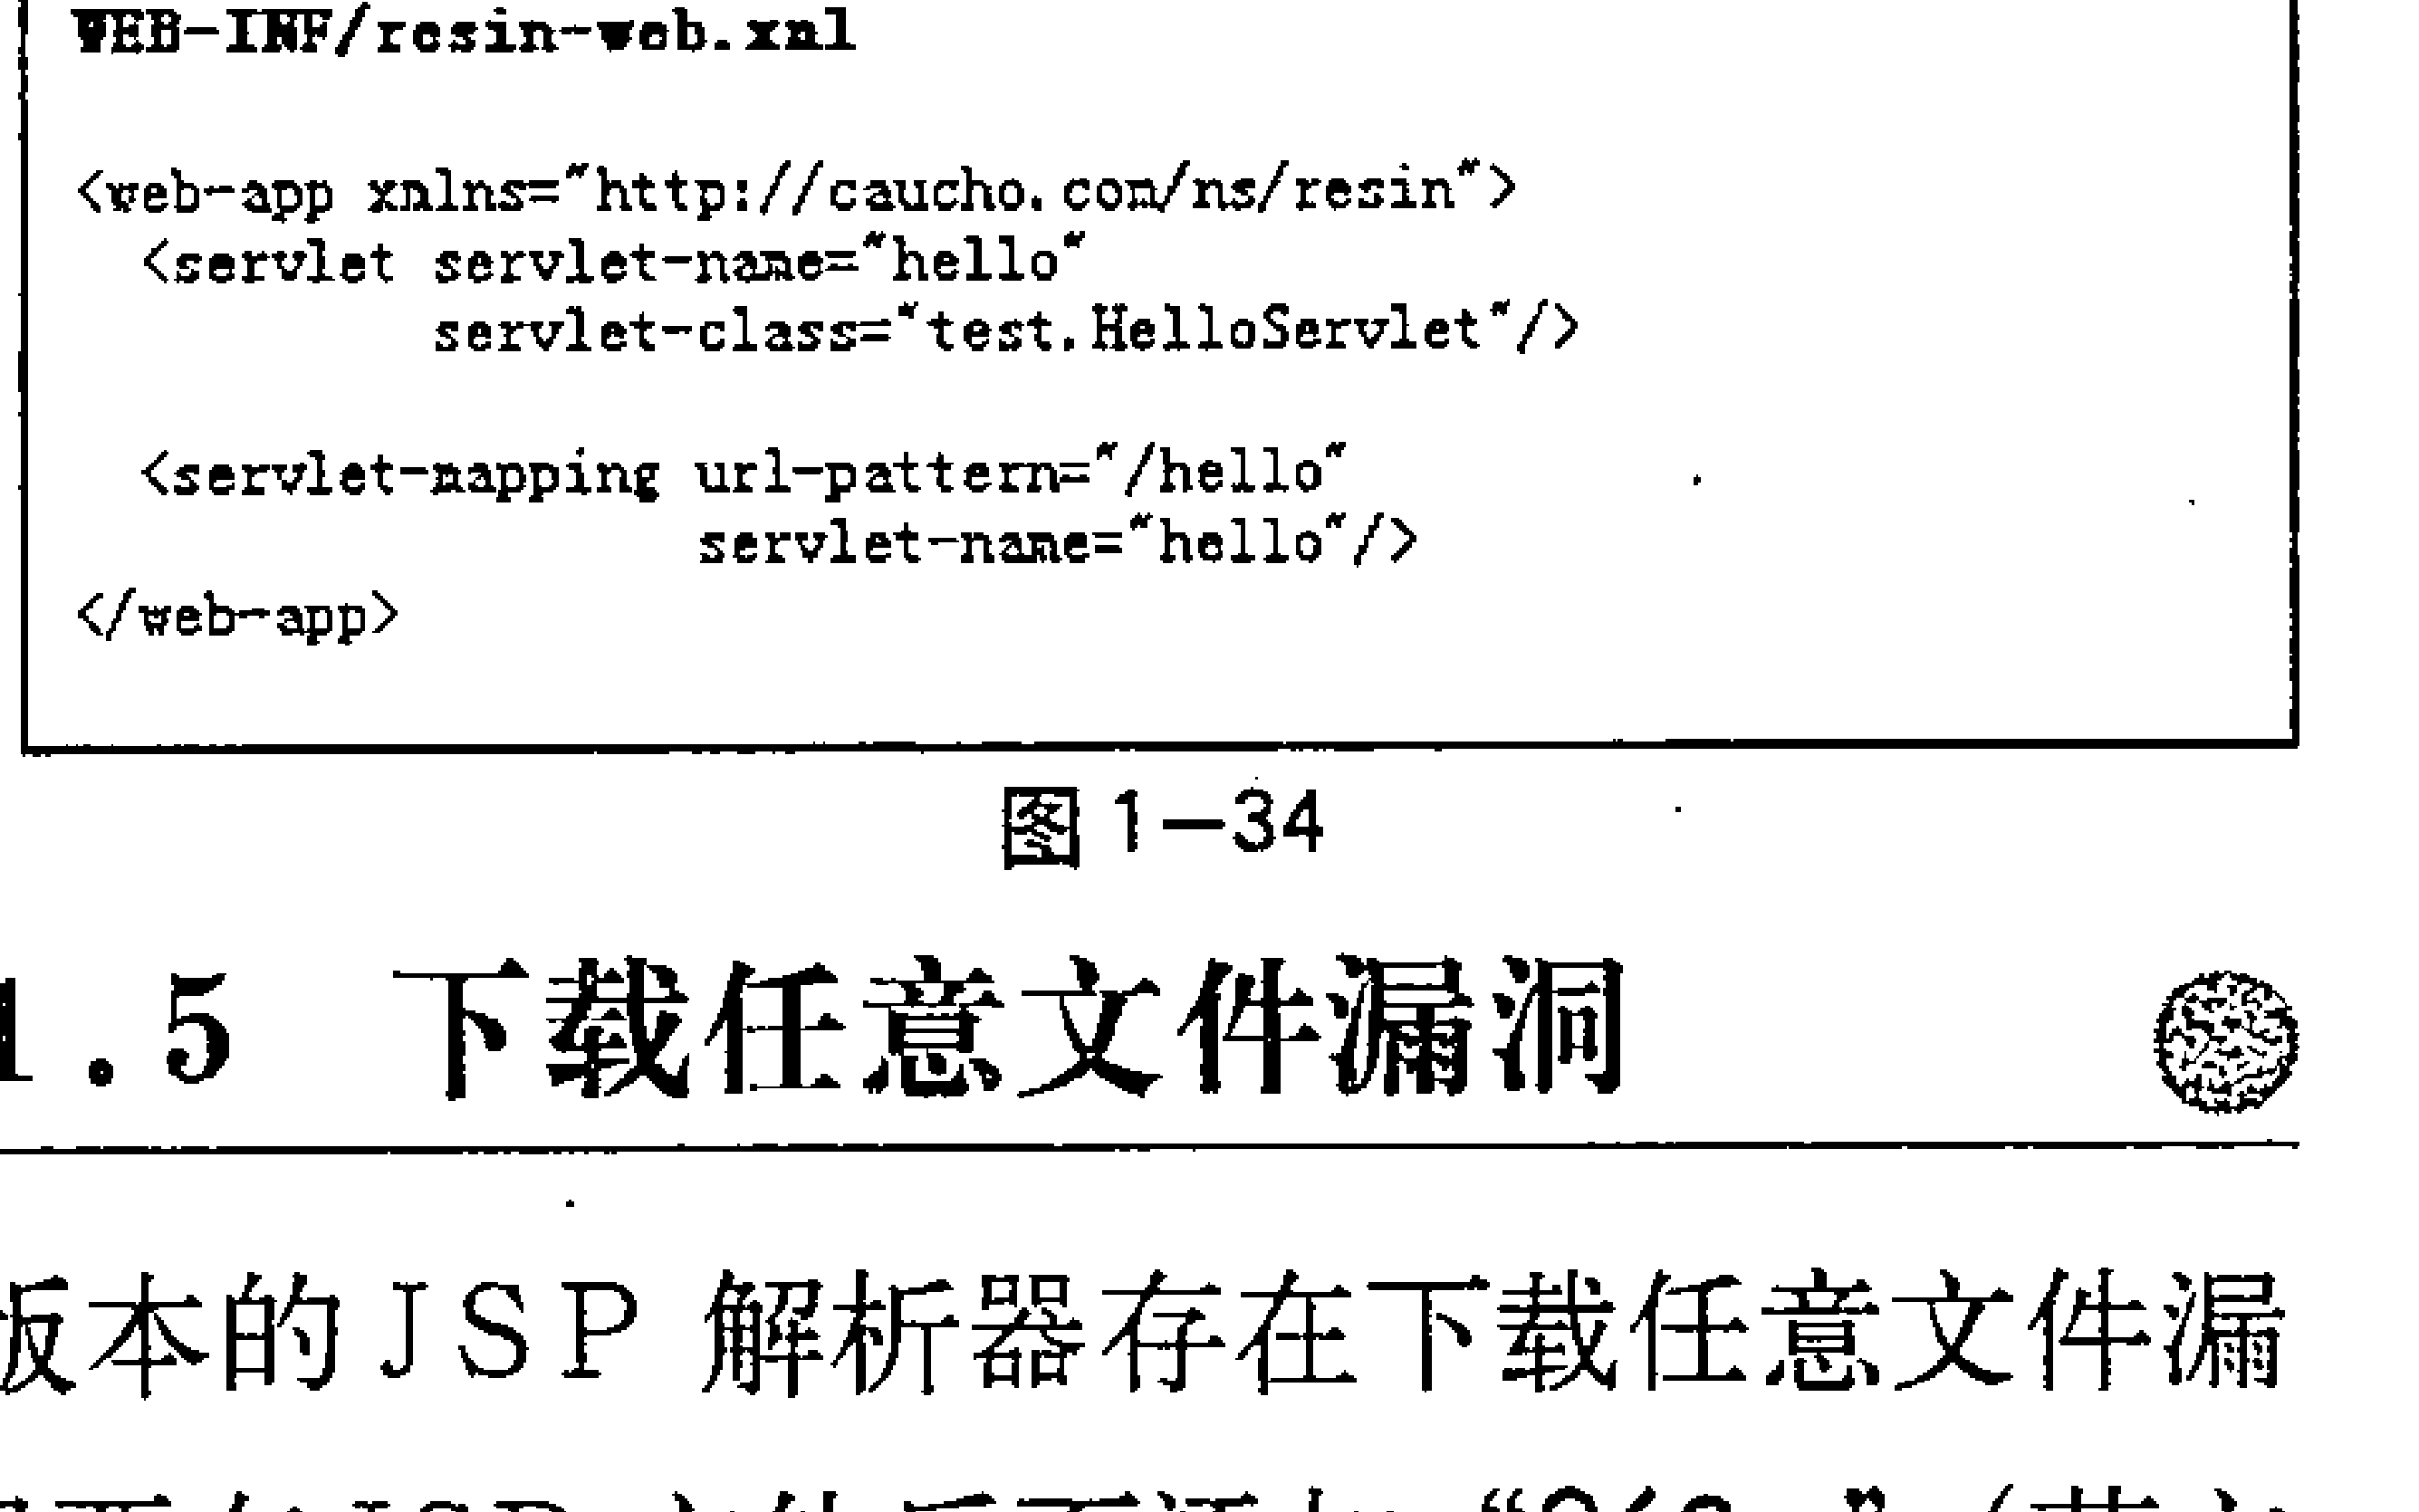 WEB-INF/resin-web.xml
<web-app xmlns="http://caucho.com/ns/resin">
<servlet servlet-name="hello"
servlet-class="test.HelloServlet"/>
<servlet-mapping url-pattern="/hello"
servlet-name="hello"/>
</web-app>
图 1-34
1.5 下载任意文件漏洞
版本的JSP 解析器存在下载任意文件漏